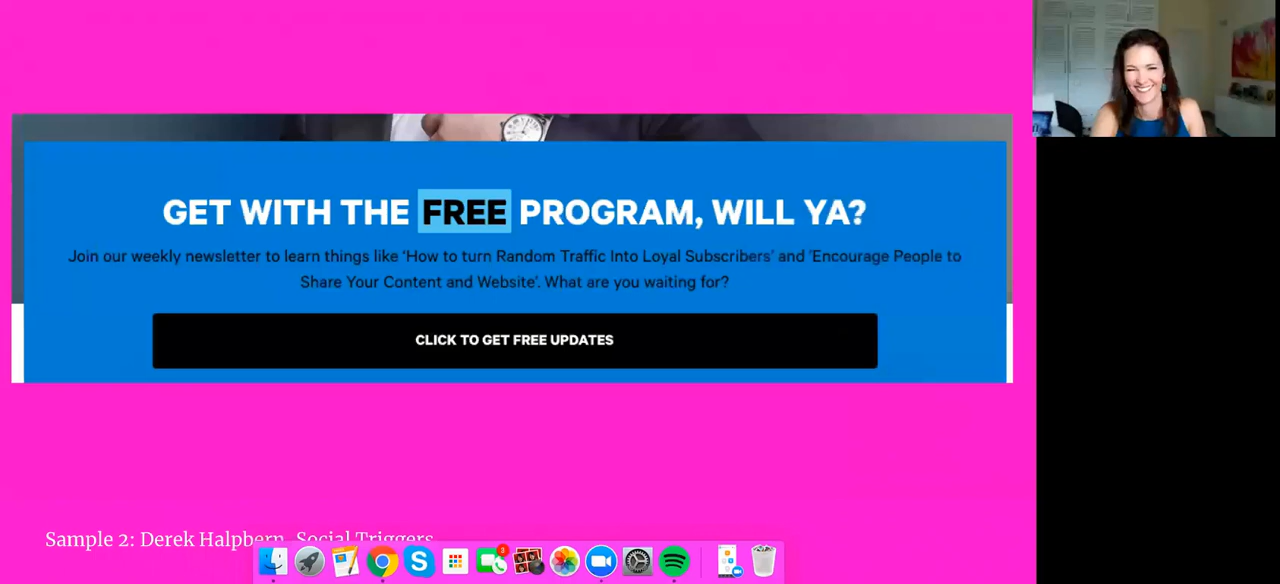 GET WITH THE FREE PROGRAM, WILL YA?
Join our weekly newsletter to learn things like 'How to turn Random Traffic Into Loyal Subscribers' and 'Encourage People to
Share Your Content and Website'. What are you waiting for?
CLICK TO GET FREE UPDATES
Sample 2: Derek Halpbern, Social Triggers
3